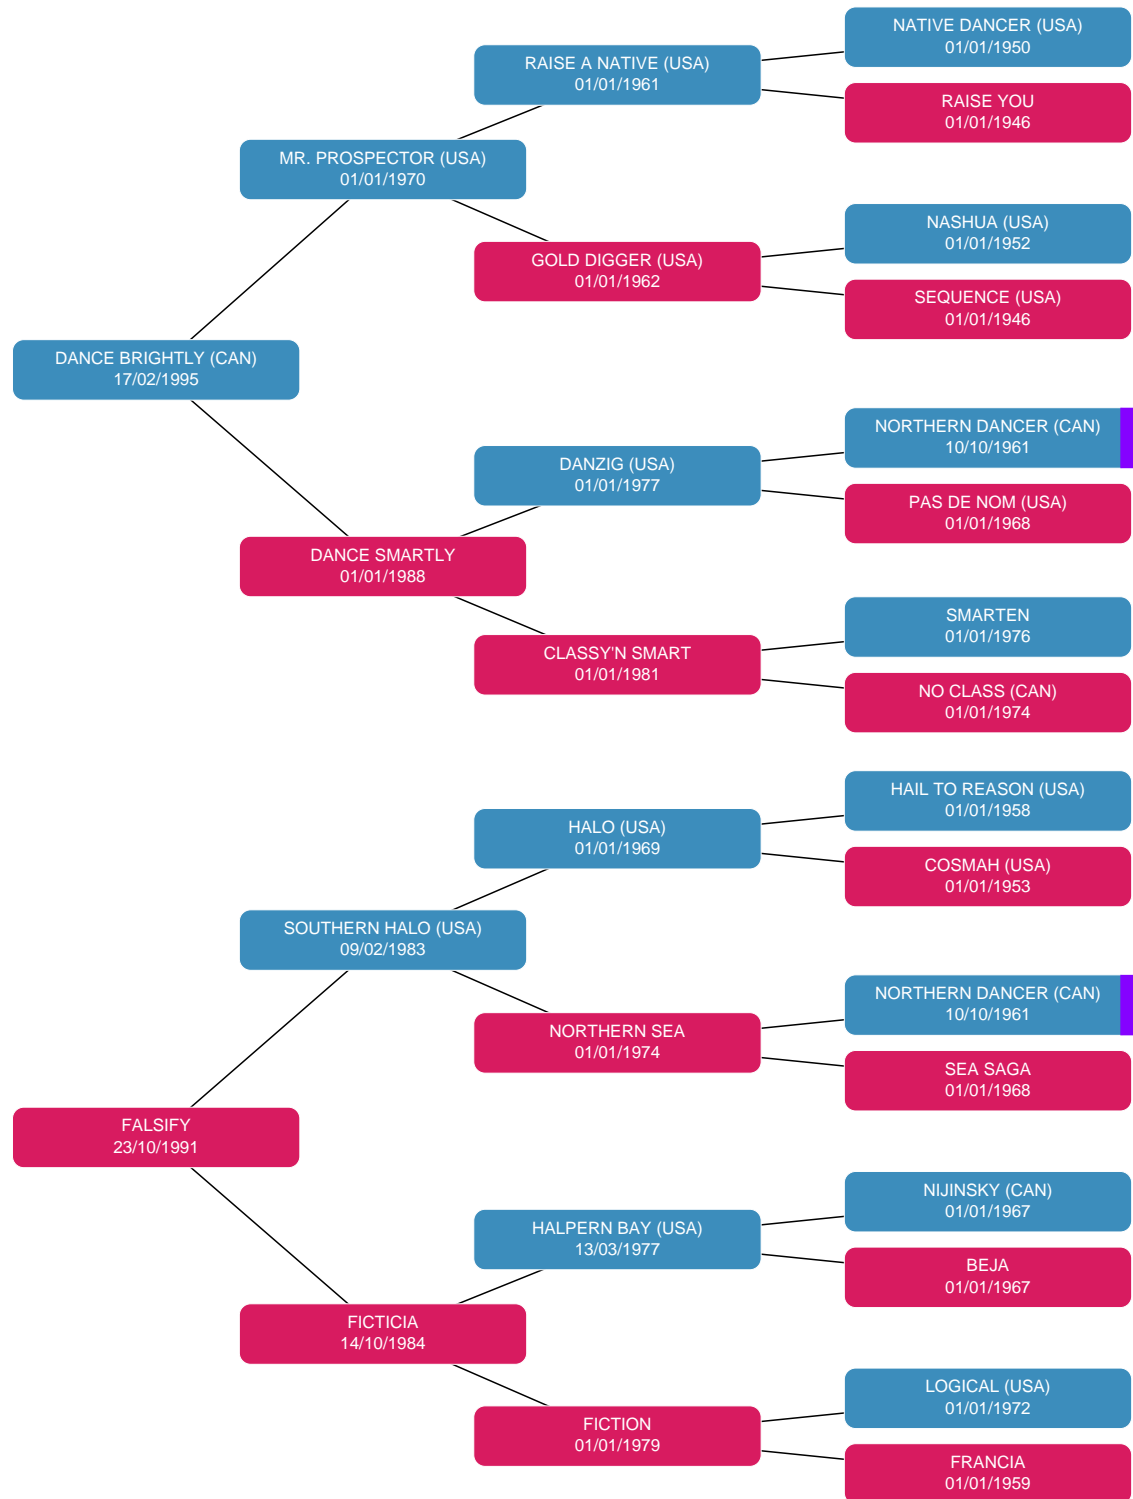 NATIVE DANCER (USA)
01/01/1950
RAISE A NATIVE (USA)
01/01/1961
RAISE YOU
01/01/1946
MR. PROSPECTOR (USA)
01/01/1970
NASHUA (USA)
01/01/1952
GOLD DIGGER (USA)
01/01/1962
SEQUENCE (USA)
01/01/1946
DANCE BRIGHTLY (CAN)
17/02/1995
NORTHERN DANCER (CAN)
10/10/1961
DANZIG (USA)
01/01/1977
PAS DE NOM (USA)
01/01/1968
DANCE SMARTLY
01/01/1988
SMARTEN
01/01/1976
CLASSY'N SMART
01/01/1981
NO CLASS (CAN)
01/01/1974
HAIL TO REASON (USA)
01/01/1958
HALO (USA)
01/01/1969
COSMAH (USA)
01/01/1953
SOUTHERN HALO (USA)
09/02/1983
NORTHERN DANCER (CAN)
10/10/1961
NORTHERN SEA
01/01/1974
SEA SAGA
01/01/1968
FALSIFY
23/10/1991
NIJINSKY (CAN)
01/01/1967
HALPERN BAY (USA)
13/03/1977
BEJA
01/01/1967
FICTICIA
14/10/1984
LOGICAL (USA)
01/01/1972
FICTION
01/01/1979
FRANCIA
01/01/1959